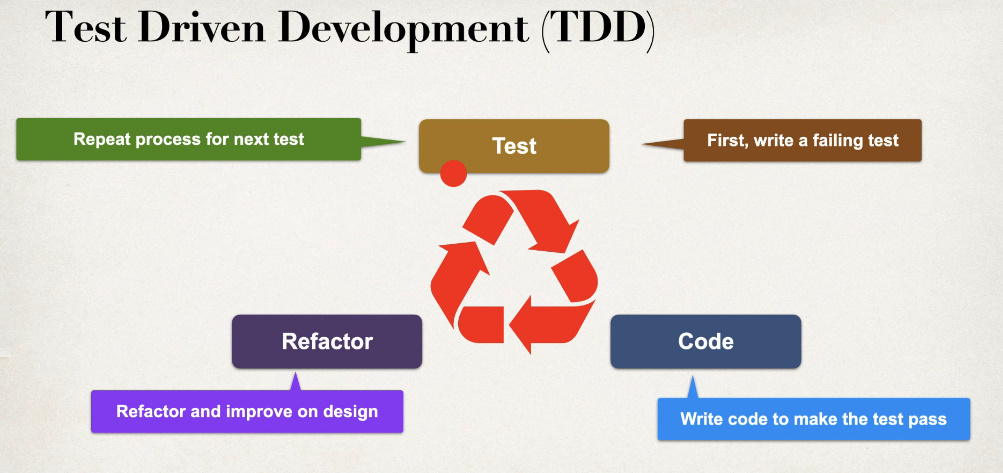 Test Driven Development (TDD)
Repeat process for next test
Test
First, write a failing test
Refactor
Code
Refactor and improve on design
Write code to make the test pass